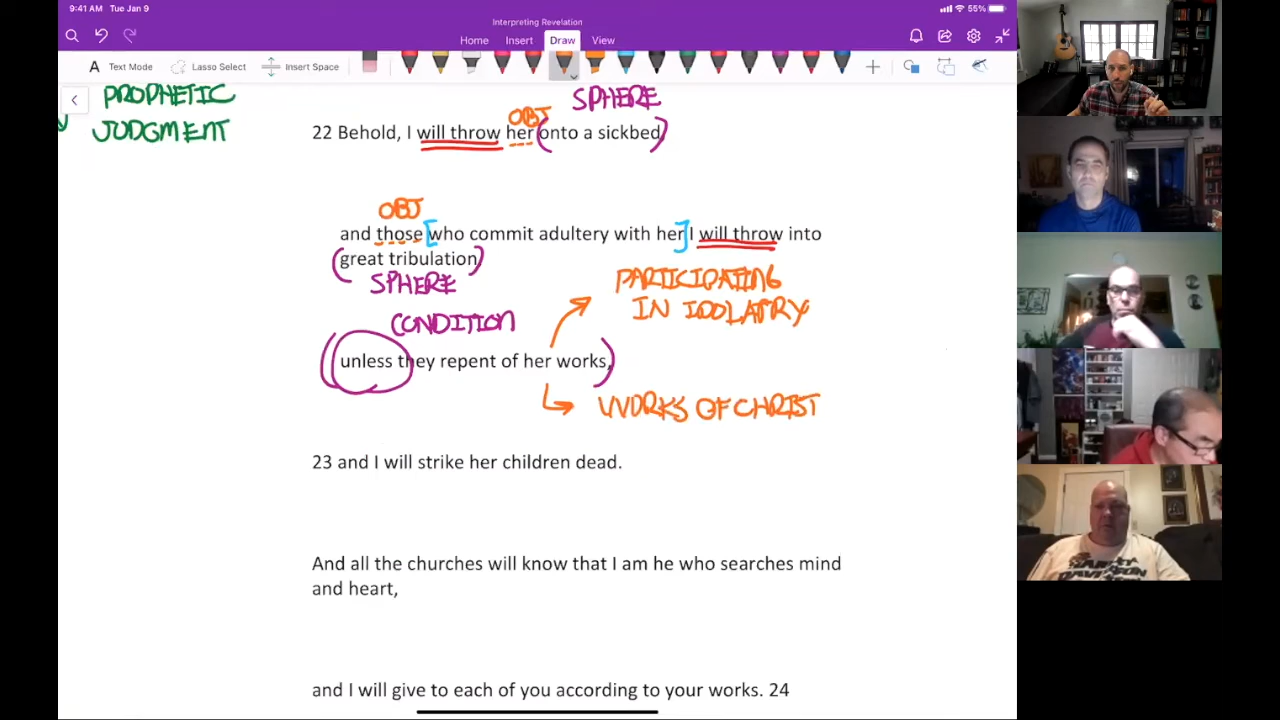 9:41 AM Tue Jan 9
55%
Interpreting Revelation
Home Insert Draw View
A Text Mode Lasso Select Insert Space
PROPHETIC
JUDGMENT
SPHERE
OBJ
22 Behold, I will throw her onto a sickbed,
OBJ
and those who commit adultery with her I will throw into
great tribulation,
SPHERE
PARTICIPATING
IN IDOLATRY
CONDITION
unless they repent of her works,
WORKS OF CHRIST
23 and I will strike her children dead.
And all the churches will know that I am he who searches mind
and heart,
and I will give to each of you according to your works. 24